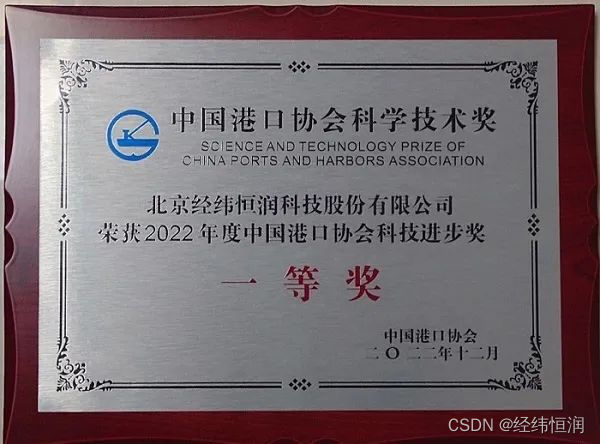 中国港口协会科学技术奖
SCIENCE AND TECHNOLOGY PRIZE OF
CHINA PORTS AND HARBORS ASSOCIATION
北京经纬恒润科技股份有限公司
荣获2022年度中国港口协会科技进步奖
一等奖
中国港口协会
二〇二二年十二月
CSDN @经纬恒润